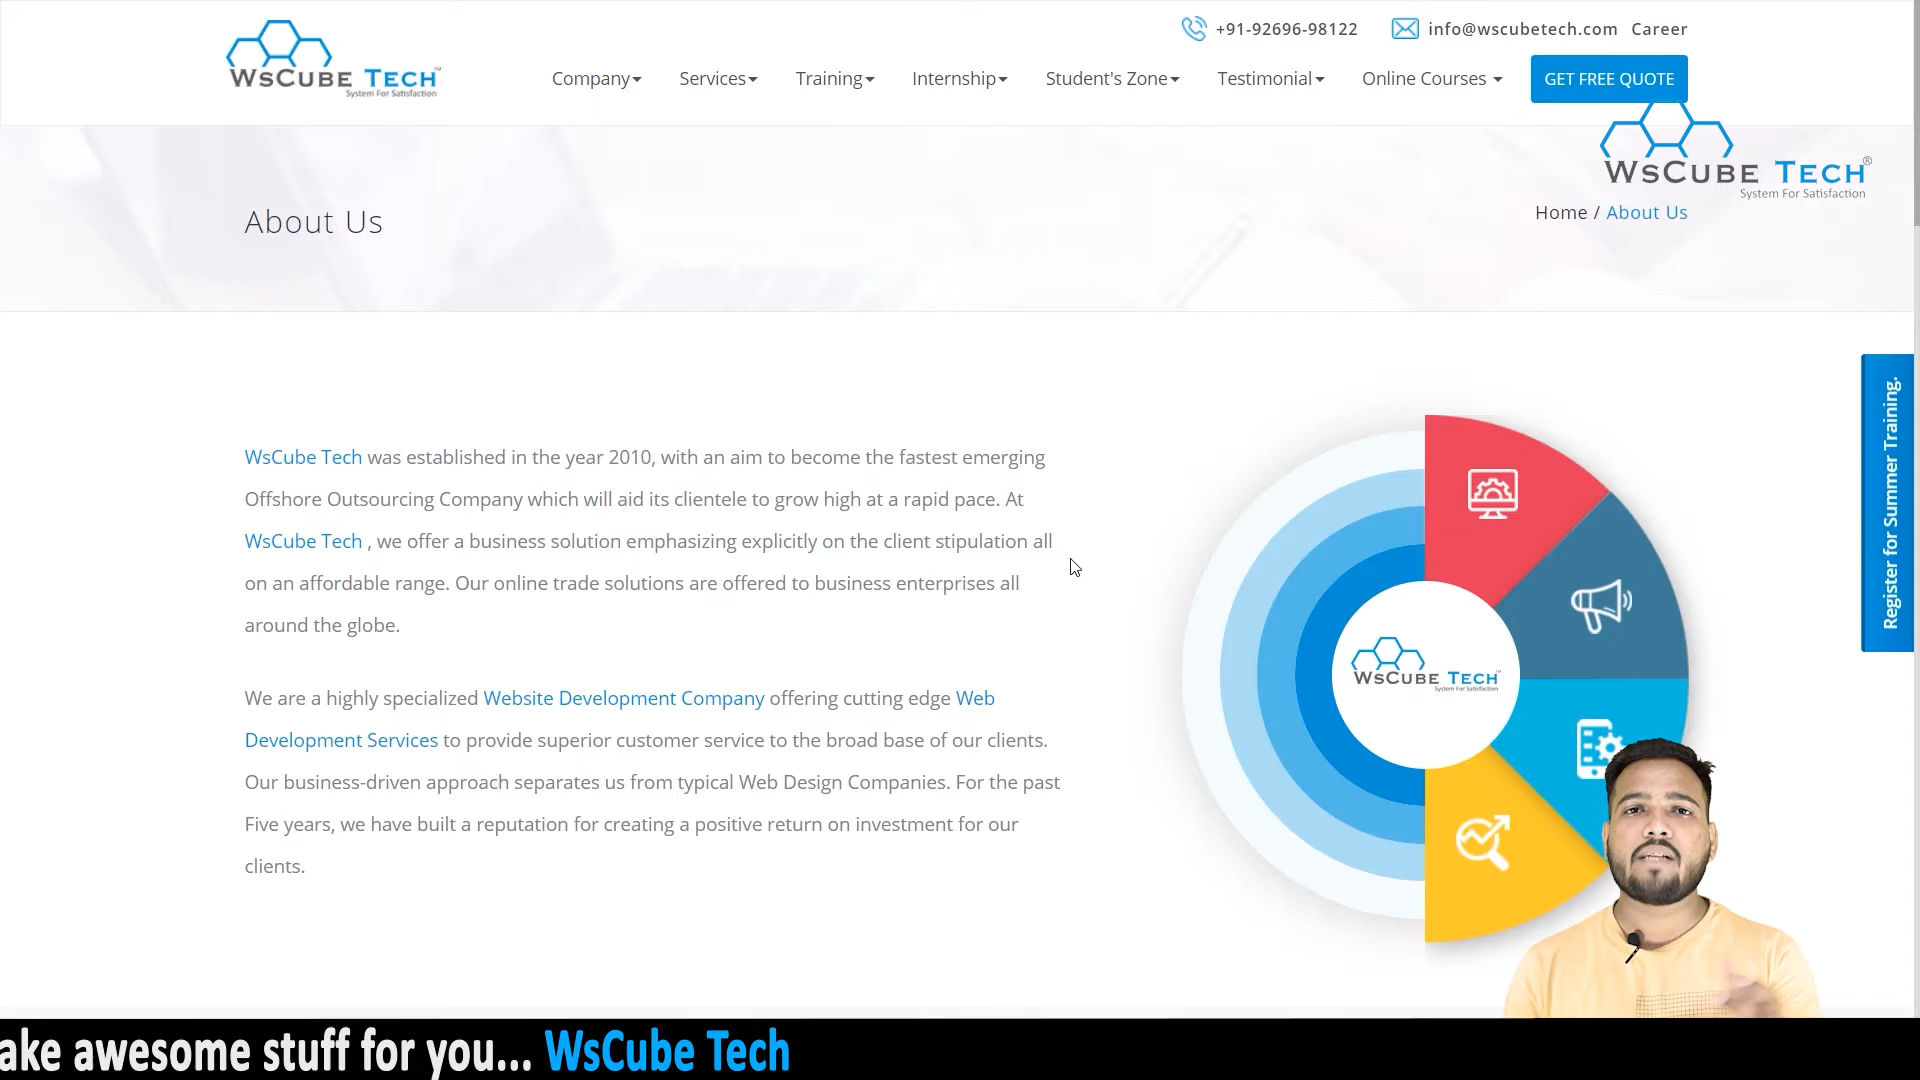 +91-92696-98122 info@wscubetech.com Career
WSCUBE TECH™
System For Satisfaction
Company Services Training Internship Student's Zone Testimonial Online Courses GET FREE QUOTE
WSCUBE TECH®
System For Satisfaction
About Us
Home / About Us
Register for Summer Training.
WsCube Tech was established in the year 2010, with an aim to become the fastest emerging
Offshore Outsourcing Company which will aid its clientele to grow high at a rapid pace. At
WsCube Tech , we offer a business solution emphasizing explicitly on the client stipulation all
on an affordable range. Our online trade solutions are offered to business enterprises all
around the globe.
We are a highly specialized Website Development Company offering cutting edge Web
Development Services to provide superior customer service to the broad base of our clients.
Our business-driven approach separates us from typical Web Design Companies. For the past
Five years, we have built a reputation for creating a positive return on investment for our
clients.
WSCUBE TECH™
System For Satisfaction
ake awesome stuff for you... WsCube Tech